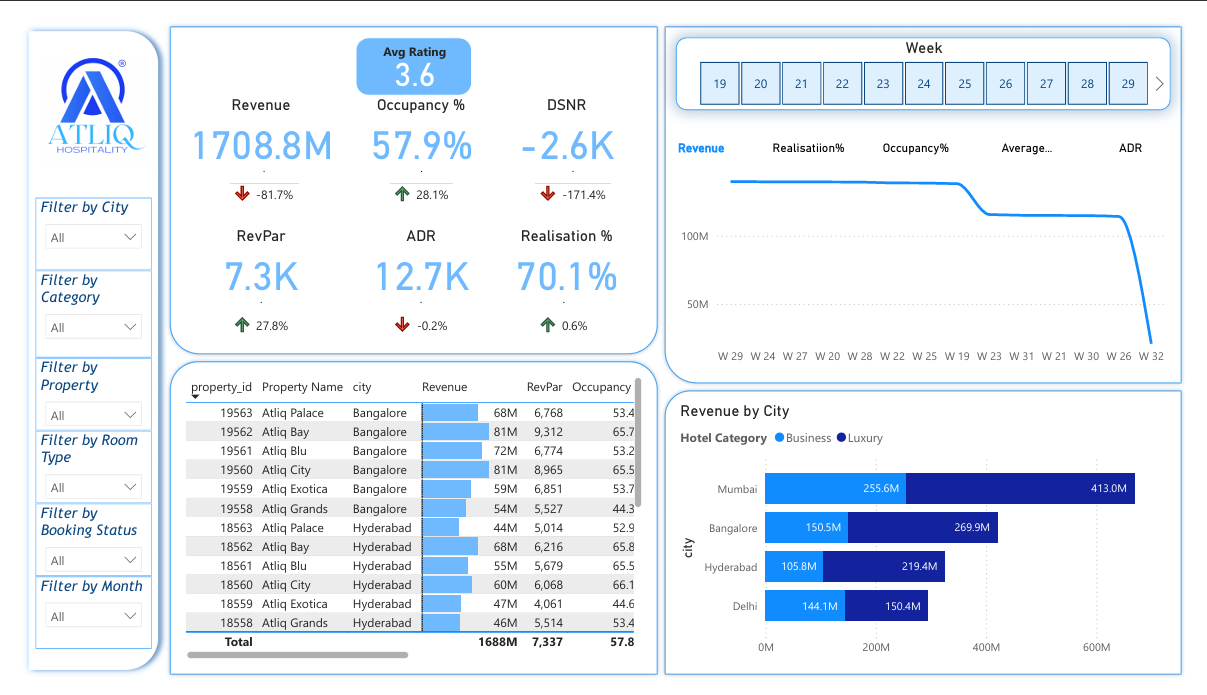 ATLIQ
HOSPITALITY
®
Filter by City
All
Filter by
Category
All
Filter by
Property
All
Filter by Room
Type
All
Filter by
Booking Status
All
Filter by Month
All
Avg Rating
3.6
Revenue Occupancy % DSNR
1708.8M 57.9% -2.6K
-81.7% 28.1% -171.4%
RevPar ADR Realisation %
7.3K 12.7K 70.1%
27.8% -0.2% 0.6%
property_id Property Name city Revenue RevPar Occupancy
19563 Atliq Palace Bangalore 68M 6,768 53.4
19562 Atliq Bay Bangalore 81M 9,312 65.7
19561 Atliq Blu Bangalore 72M 6,774 53.2
19560 Atliq City Bangalore 81M 8,965 65.5
19559 Atliq Exotica Bangalore 59M 6,851 53.7
19558 Atliq Grands Bangalore 54M 5,527 44.3
18563 Atliq Palace Hyderabad 44M 5,014 52.9
18562 Atliq Bay Hyderabad 68M 6,216 65.8
18561 Atliq Blu Hyderabad 55M 5,679 65.5
18560 Atliq City Hyderabad 60M 6,068 66.1
18559 Atliq Exotica Hyderabad 47M 4,061 44.6
18558 Atliq Grands Hyderabad 46M 5,514 53.4
Total 1688M 7,337 57.8
Week
19 20 21 22 23 24 25 26 27 28 29
Revenue Realisatiion% Occupancy% Average... ADR
100M
50M
W 29 W 24 W 27 W 20 W 28 W 22 W 25 W 19 W 23 W 31 W 21 W 30 W 26 W 32
Revenue by City
Hotel Category Business Luxury
city
Mumbai 255.6M 413.0M
Bangalore 150.5M 269.9M
Hyderabad 105.8M 219.4M
Delhi 144.1M 150.4M
0M 200M 400M 600M